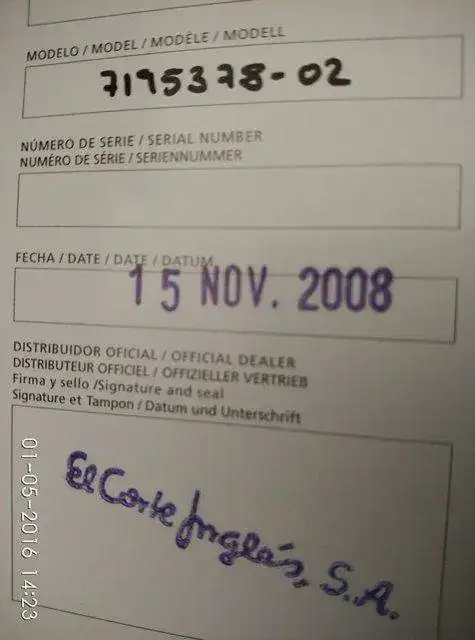 MODELO / MODEL / MODÈLE / MODELL
7195378-02
NÚMERO DE SERIE / SERIAL NUMBER
NUMÉRO DE SÉRIE / SERIENNUMMER
FECHA / DATE / DATE / DATUM
15 NOV. 2008
DISTRIBUIDOR OFICIAL / OFFICIAL DEALER
DISTRIBUTEUR OFFICIEL / OFFIZIELLER VERTRIEB
Firma y sello /Signature and seal
Signature et Tampon / Datum und Unterschrift
El Corte Inglés, S.A.
01-05-2016 14:23